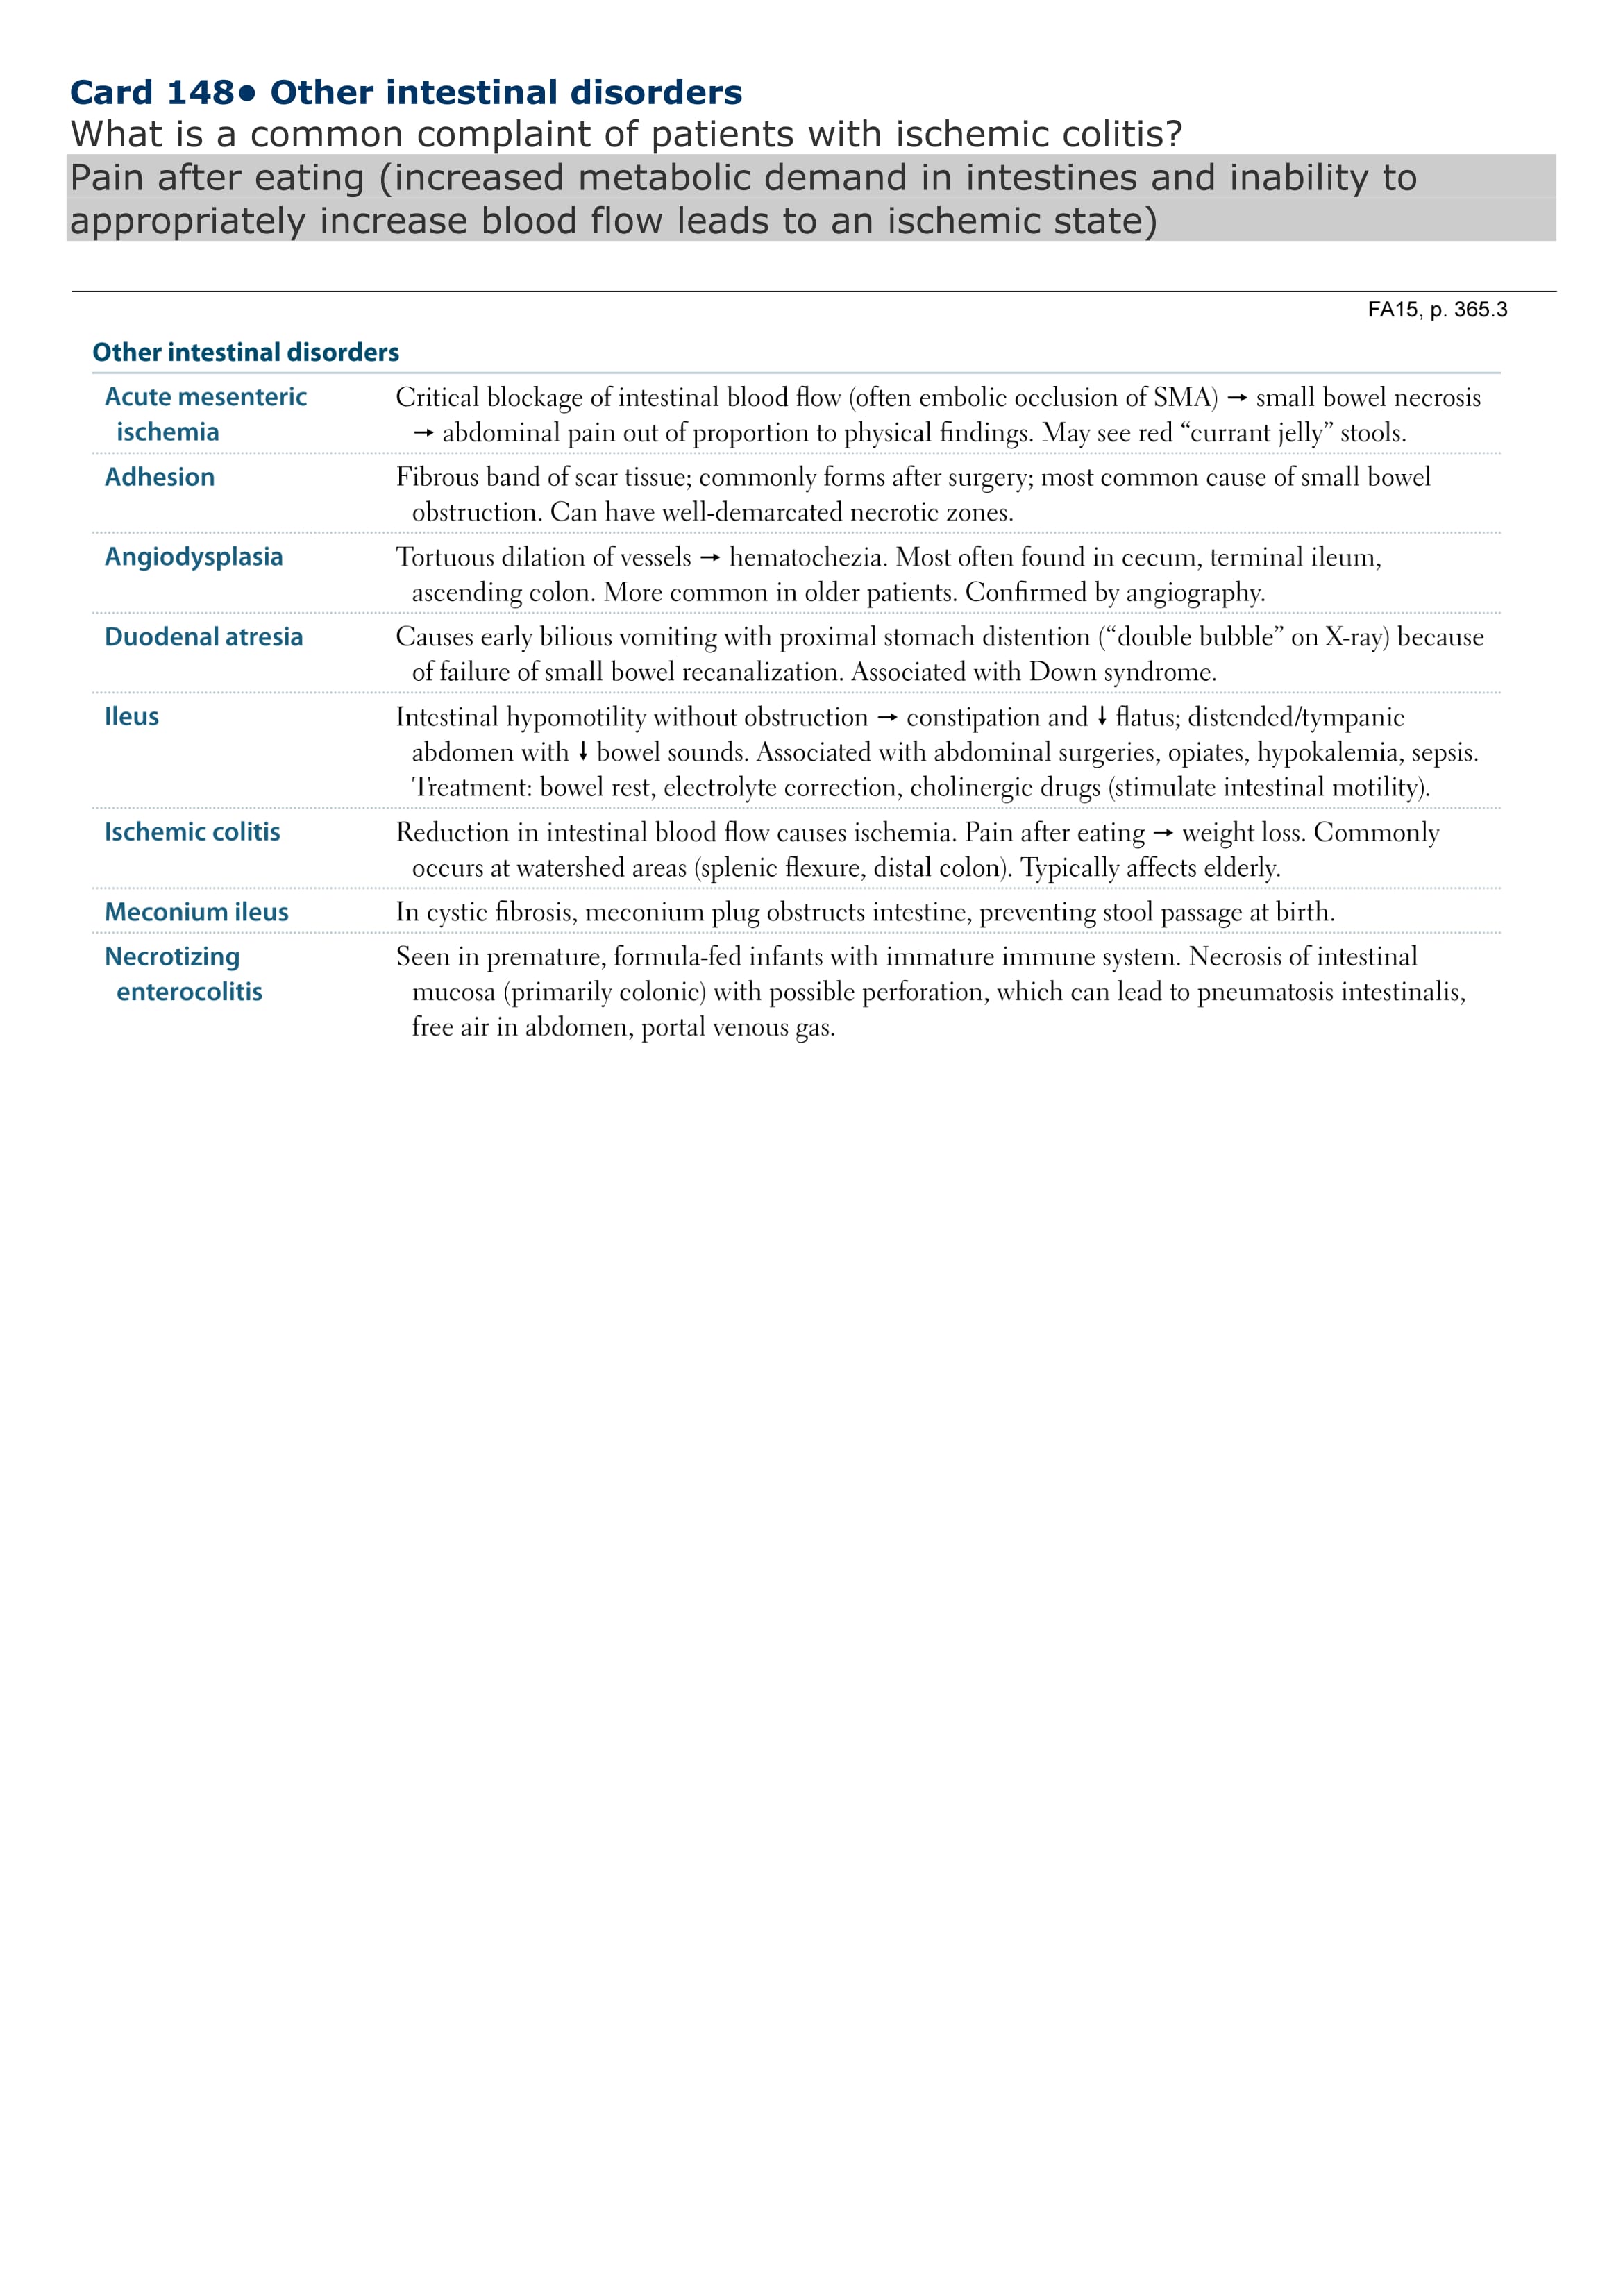 Card 148• Other intestinal disorders
What is a common complaint of patients with ischemic colitis?
Pain after eating (increased metabolic demand in intestines and inability to
appropriately increase blood flow leads to an ischemic state)
FA15, p. 365.3
Other intestinal disorders
Acute mesenteric
ischemia
Critical blockage of intestinal blood flow (often embolic occlusion of SMA) → small bowel necrosis
→ abdominal pain out of proportion to physical findings. May see red “currant jelly” stools.
Adhesion
Fibrous band of scar tissue; commonly forms after surgery; most common cause of small bowel
obstruction. Can have well-demarcated necrotic zones.
Angiodysplasia
Tortuous dilation of vessels → hematochezia. Most often found in cecum, terminal ileum,
ascending colon. More common in older patients. Confirmed by angiography.
Duodenal atresia
Causes early bilious vomiting with proximal stomach distention (“double bubble” on X-ray) because
of failure of small bowel recanalization. Associated with Down syndrome.
Ileus
Intestinal hypomotility without obstruction → constipation and ↓ flatus; distended/tympanic
abdomen with ↓ bowel sounds. Associated with abdominal surgeries, opiates, hypokalemia, sepsis.
Treatment: bowel rest, electrolyte correction, cholinergic drugs (stimulate intestinal motility).
Ischemic colitis
Reduction in intestinal blood flow causes ischemia. Pain after eating → weight loss. Commonly
occurs at watershed areas (splenic flexure, distal colon). Typically affects elderly.
Meconium ileus
In cystic fibrosis, meconium plug obstructs intestine, preventing stool passage at birth.
Necrotizing
enterocolitis
Seen in premature, formula-fed infants with immature immune system. Necrosis of intestinal
mucosa (primarily colonic) with possible perforation, which can lead to pneumatosis intestinalis,
free air in abdomen, portal venous gas.